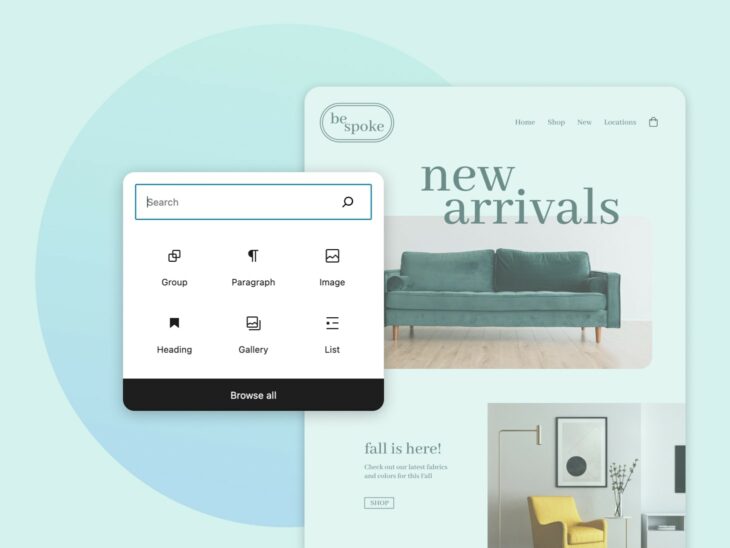 be
spoke
Home Shop New Locations
new
arrivals
Search
Group Paragraph Image
Heading Gallery List
Browse all
fall is here!
Check out our latest fabrics
and colors for this Fall
SHOP